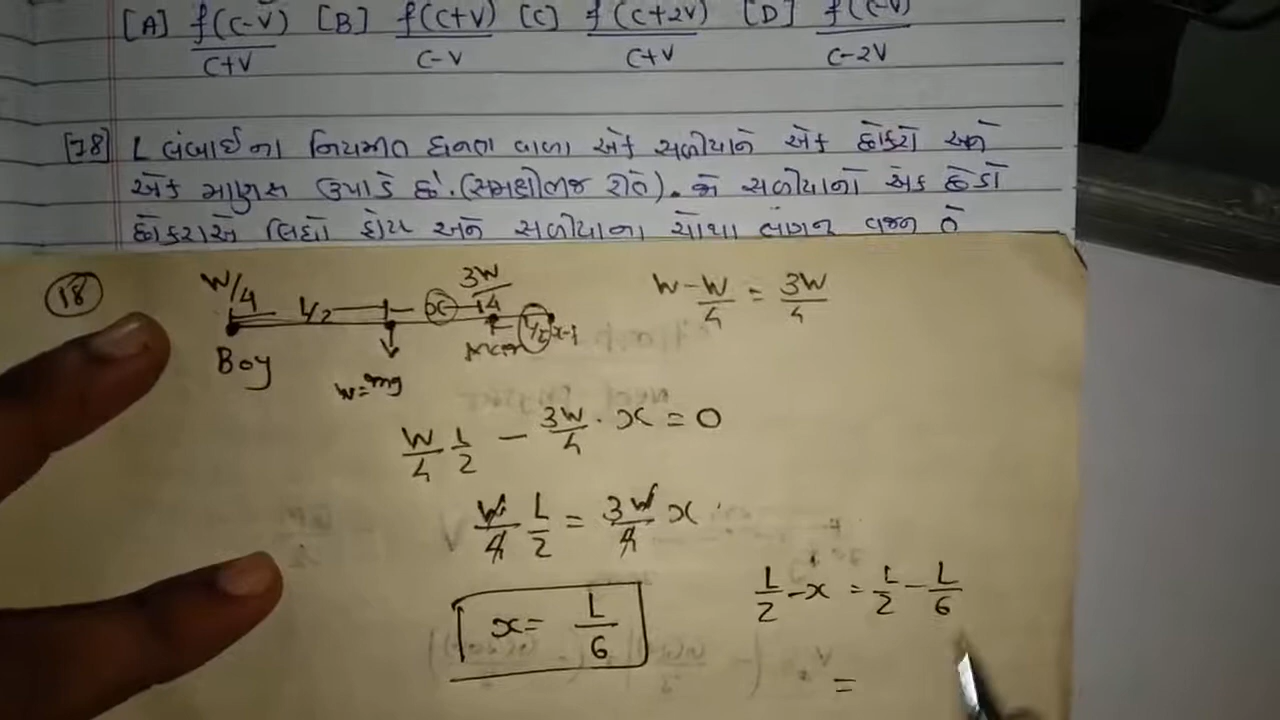 [A] f(C-V)/C+V [B] f(C+V)/C-V [C] f(C+2V)/C+V [D] f(C-V)/C-2V
[18] L લંબાઈના નિયમિત ઘનતા વાળા એક સળીયાને એક છોકરો અને
એક માણસ ઉપાડે છે. (સમક્ષીતિજ રીતે). જો સળીયાનો એક છેડો
છોકરાએ લિધો હોય અને સળીયાના ચોથા ભાગનું વજન તે
18
W/4 L/2 x 3W/4
W - W/4 = 3W/4
Boy W=mg man
W/4 L/2 - 3W/4 . x = 0
W/4 L/2 = 3W/4 x
L/2 - x = L/2 - L/6
x = L/6
=